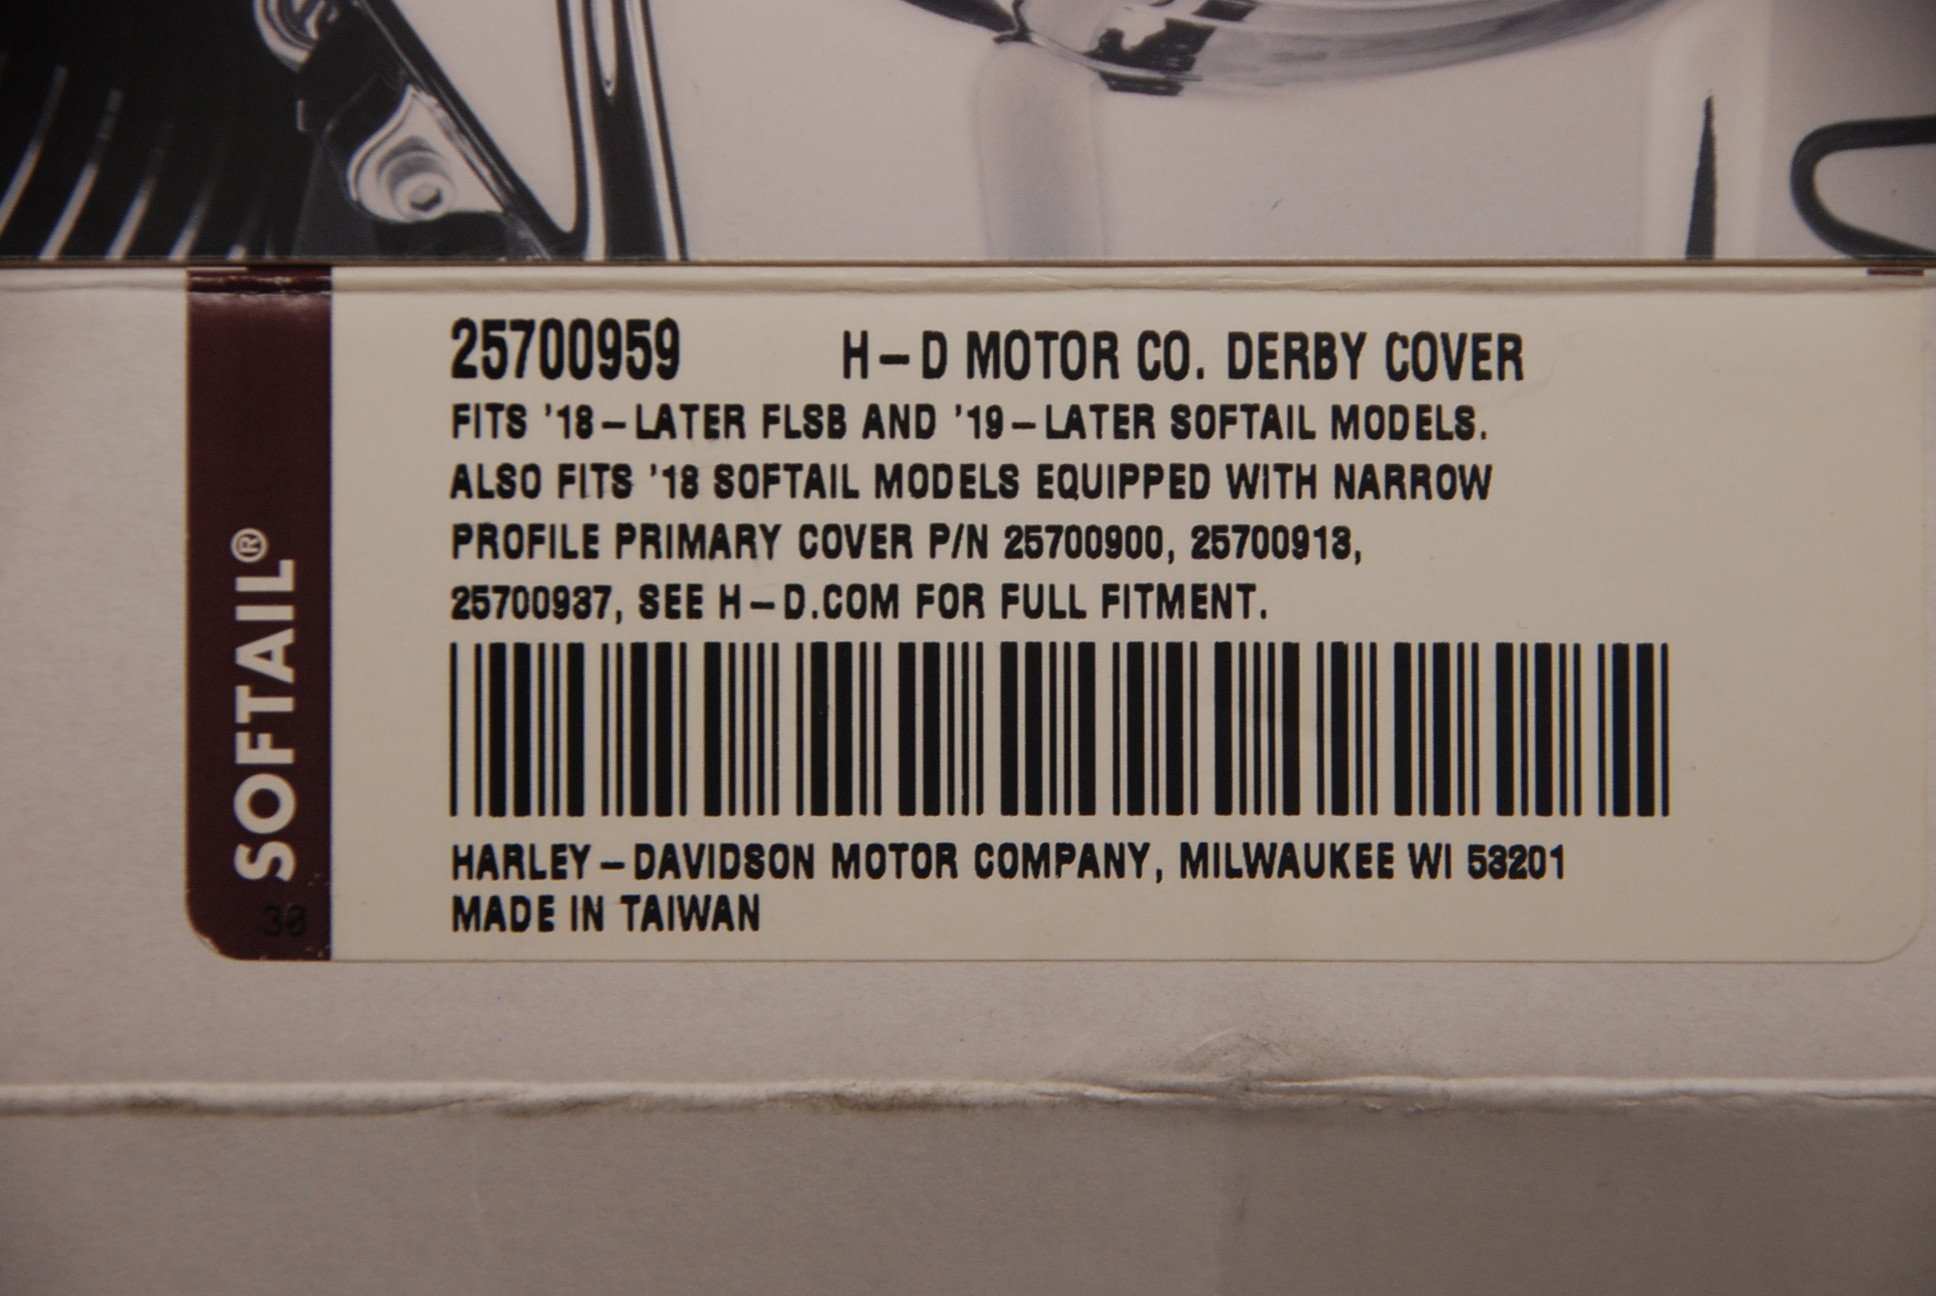 25700959 H-D MOTOR CO. DERBY COVER
FITS '18-LATER FLSB AND '19-LATER SOFTAIL MODELS.
ALSO FITS '18 SOFTAIL MODELS EQUIPPED WITH NARROW
PROFILE PRIMARY COVER P/N 25700900, 25700913,
25700937, SEE H-D.COM FOR FULL FITMENT.
HARLEY-DAVIDSON MOTOR COMPANY, MILWAUKEE WI 53201
MADE IN TAIWAN
SOFTAIL®
30